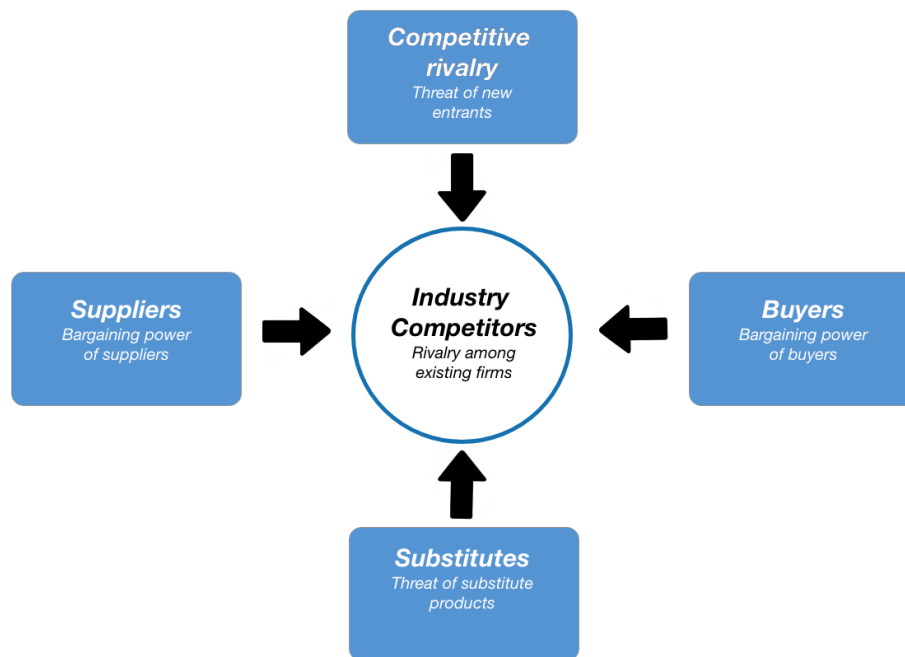 Competitive
rivalry
Threat of new
entrants
Suppliers
Bargaining power
of suppliers
Industry
Competitors
Rivalry among
existing firms
Buyers
Bargaining power
of buyers
Substitutes
Threat of substitute
products